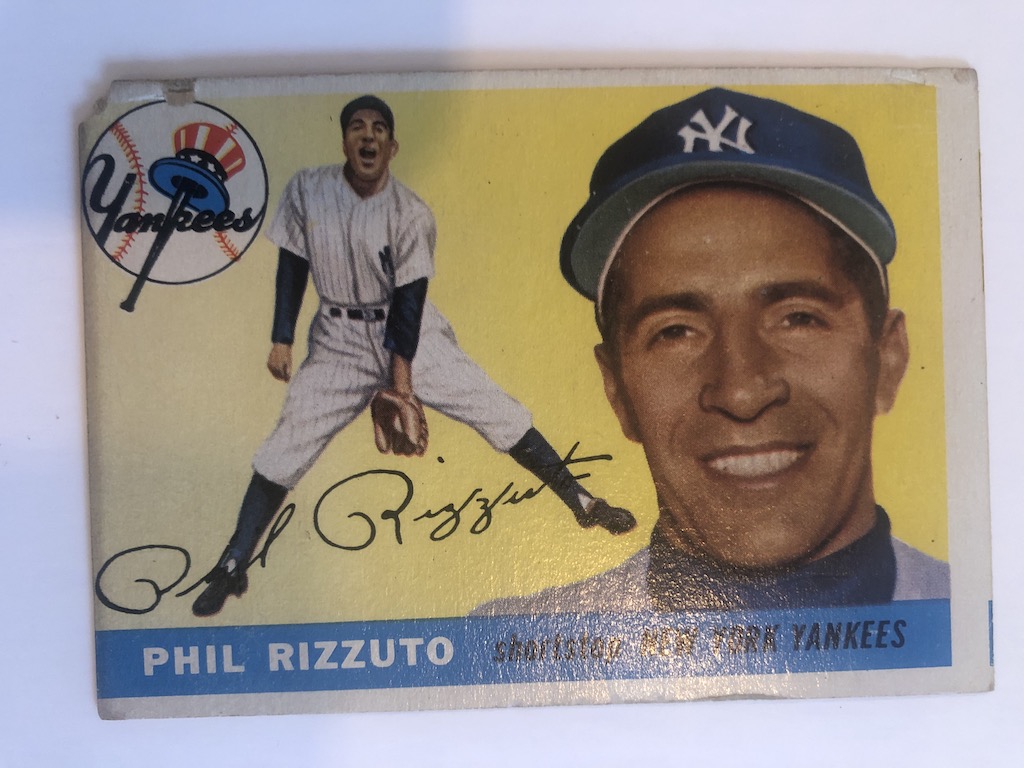 Yankees
NY
Phil Rizzuto
PHIL RIZZUTO shortstop NEW YORK YANKEES